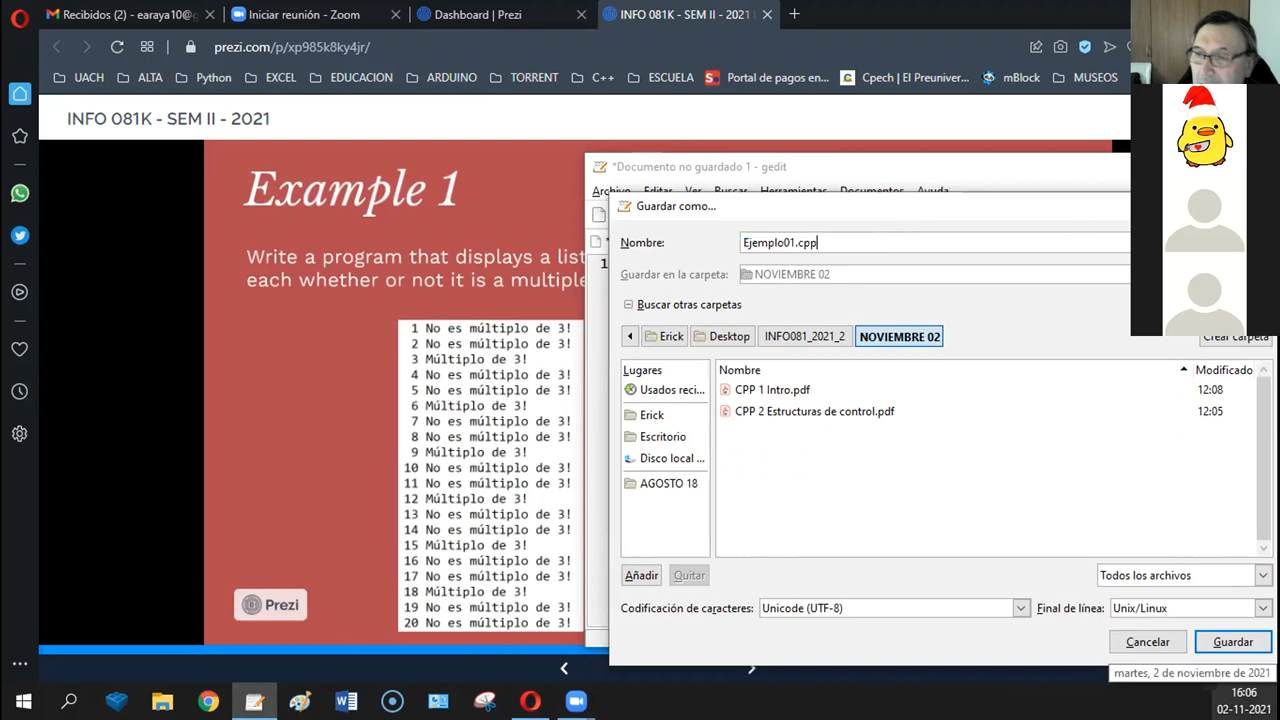 Recibidos (2) - earaya10@g
Iniciar reunión - Zoom
Dashboard | Prezi
INFO 081K - SEM II - 2021
prezi.com/p/xp985k8ky4jr/
UACH
ALTA
Python
EXCEL
EDUCACION
ARDUINO
TORRENT
C++
ESCUELA
Portal de pagos en...
Cpech | El Preuniver...
mBlock
MUSEOS
INFO 081K - SEM II - 2021
Example 1
Write a program that displays a list
each whether or not it is a multiple
1 No es múltiplo de 3!
2 No es múltiplo de 3!
3 Múltiplo de 3!
4 No es múltiplo de 3!
5 No es múltiplo de 3!
6 Múltiplo de 3!
7 No es múltiplo de 3!
8 No es múltiplo de 3!
9 Múltiplo de 3!
10 No es múltiplo de 3!
11 No es múltiplo de 3!
12 Múltiplo de 3!
13 No es múltiplo de 3!
14 No es múltiplo de 3!
15 Múltiplo de 3!
16 No es múltiplo de 3!
17 No es múltiplo de 3!
18 Múltiplo de 3!
19 No es múltiplo de 3!
20 No es múltiplo de 3!
Prezi
*Documento no guardado 1 - gedit
Archivo Editar Ver Buscar Herramientas Documentos Ayuda
1
Guardar como...
Nombre: Ejemplo01.cpp
Guardar en la carpeta: NOVIEMBRE 02
Buscar otras carpetas
Erick Desktop INFO081_2021_2 NOVIEMBRE 02
Crear carpeta
Lugares
Usados reci...
Erick
Escritorio
Disco local ...
AGOSTO 18
Nombre Modificado
CPP 1 Intro.pdf 12:08
CPP 2 Estructuras de control.pdf 12:05
Añadir Quitar
Todos los archivos
Codificación de caracteres: Unicode (UTF-8) Final de línea: Unix/Linux
Cancelar Guardar
martes, 2 de noviembre de 2021
16:06
02-11-2021